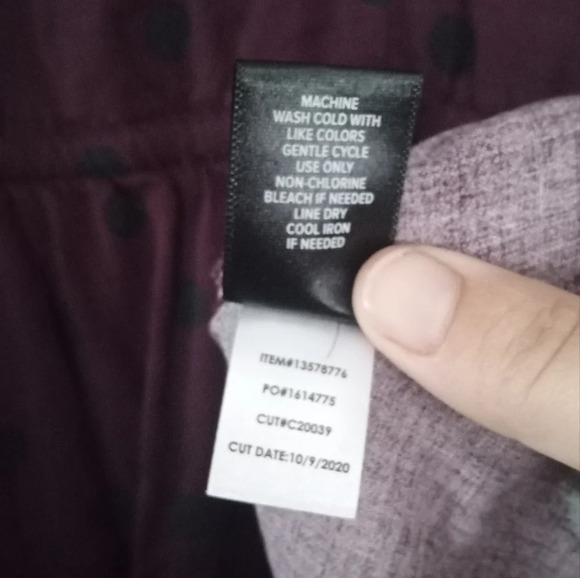 MACHINE
WASH COLD WITH
LIKE COLORS
GENTLE CYCLE
USE ONLY
NON-CHLORINE
BLEACH IF NEEDED
LINE DRY
COOL IRON
IF NEEDED
ITEM#13578776
PO#1614775
CUT#C20039
CUT DATE:10/9/2020